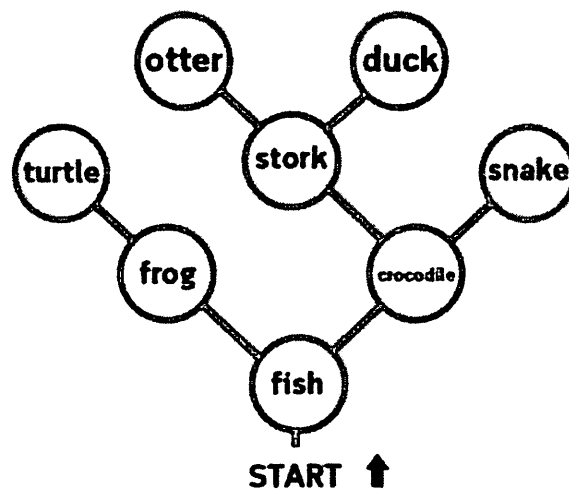 otter duck
stork
turtle snake
frog crocodile
fish
START